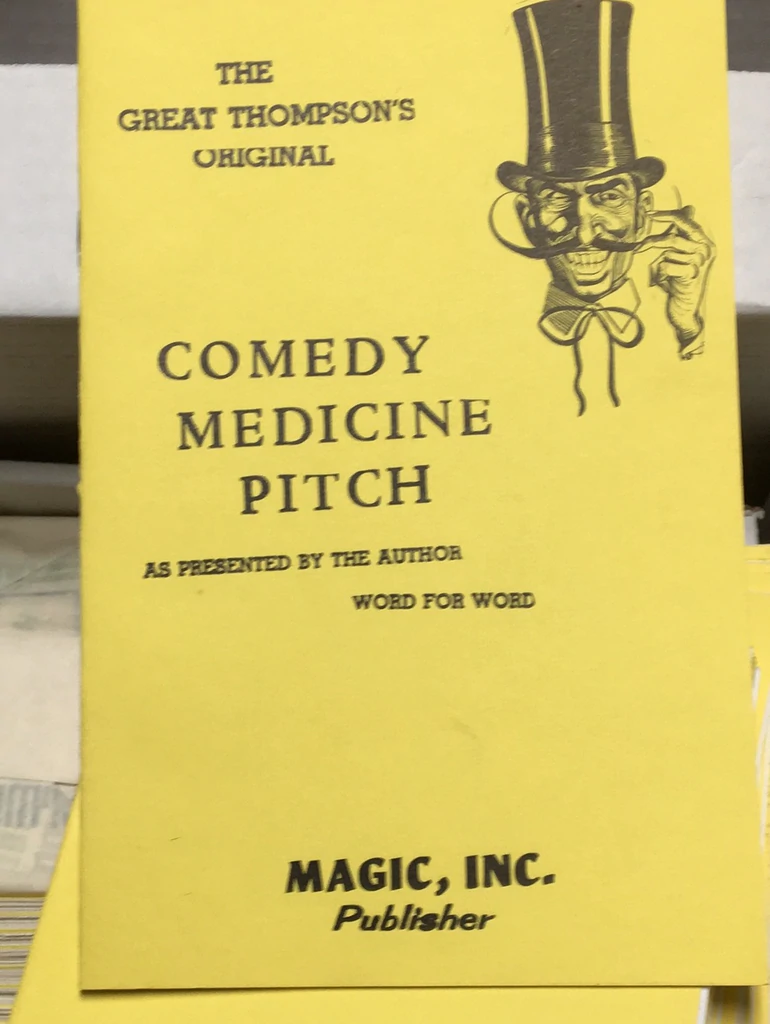 THE
GREAT THOMPSON'S
ORIGINAL
COMEDY
MEDICINE
PITCH
AS PRESENTED BY THE AUTHOR
WORD FOR WORD
MAGIC, INC.
Publisher